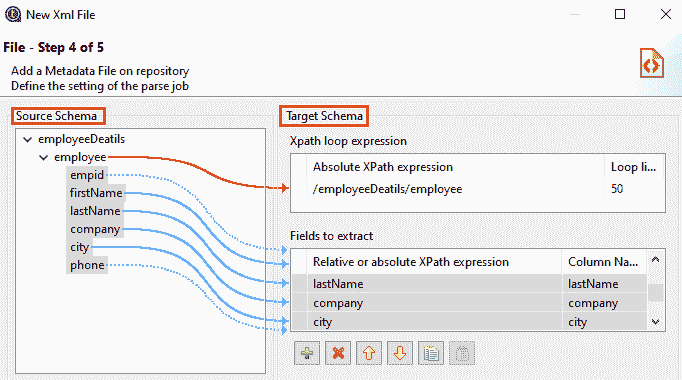 New Xml File
File - Step 4 of 5
Add a Metadata File on repository
Define the setting of the parse job
Source Schema
employeeDeatils
employee
empid
firstName
lastName
company
city
phone
Target Schema
Xpath loop expression
Absolute XPath expression Loop li...
/employeeDeatils/employee 50
Fields to extract
Relative or absolute XPath expression Column Na...
lastName lastName
company company
city city